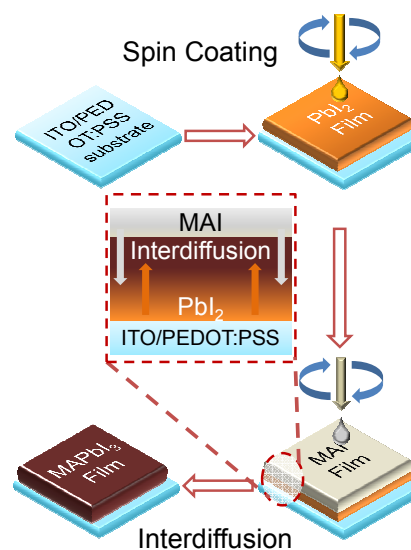 Spin Coating
ITO/PED
OT:PSS
substrate
PbI₂
Film
MAI
Interdiffusion
PbI₂
ITO/PEDOT:PSS
MAI
Film
MAPbI₃
Film
Interdiffusion